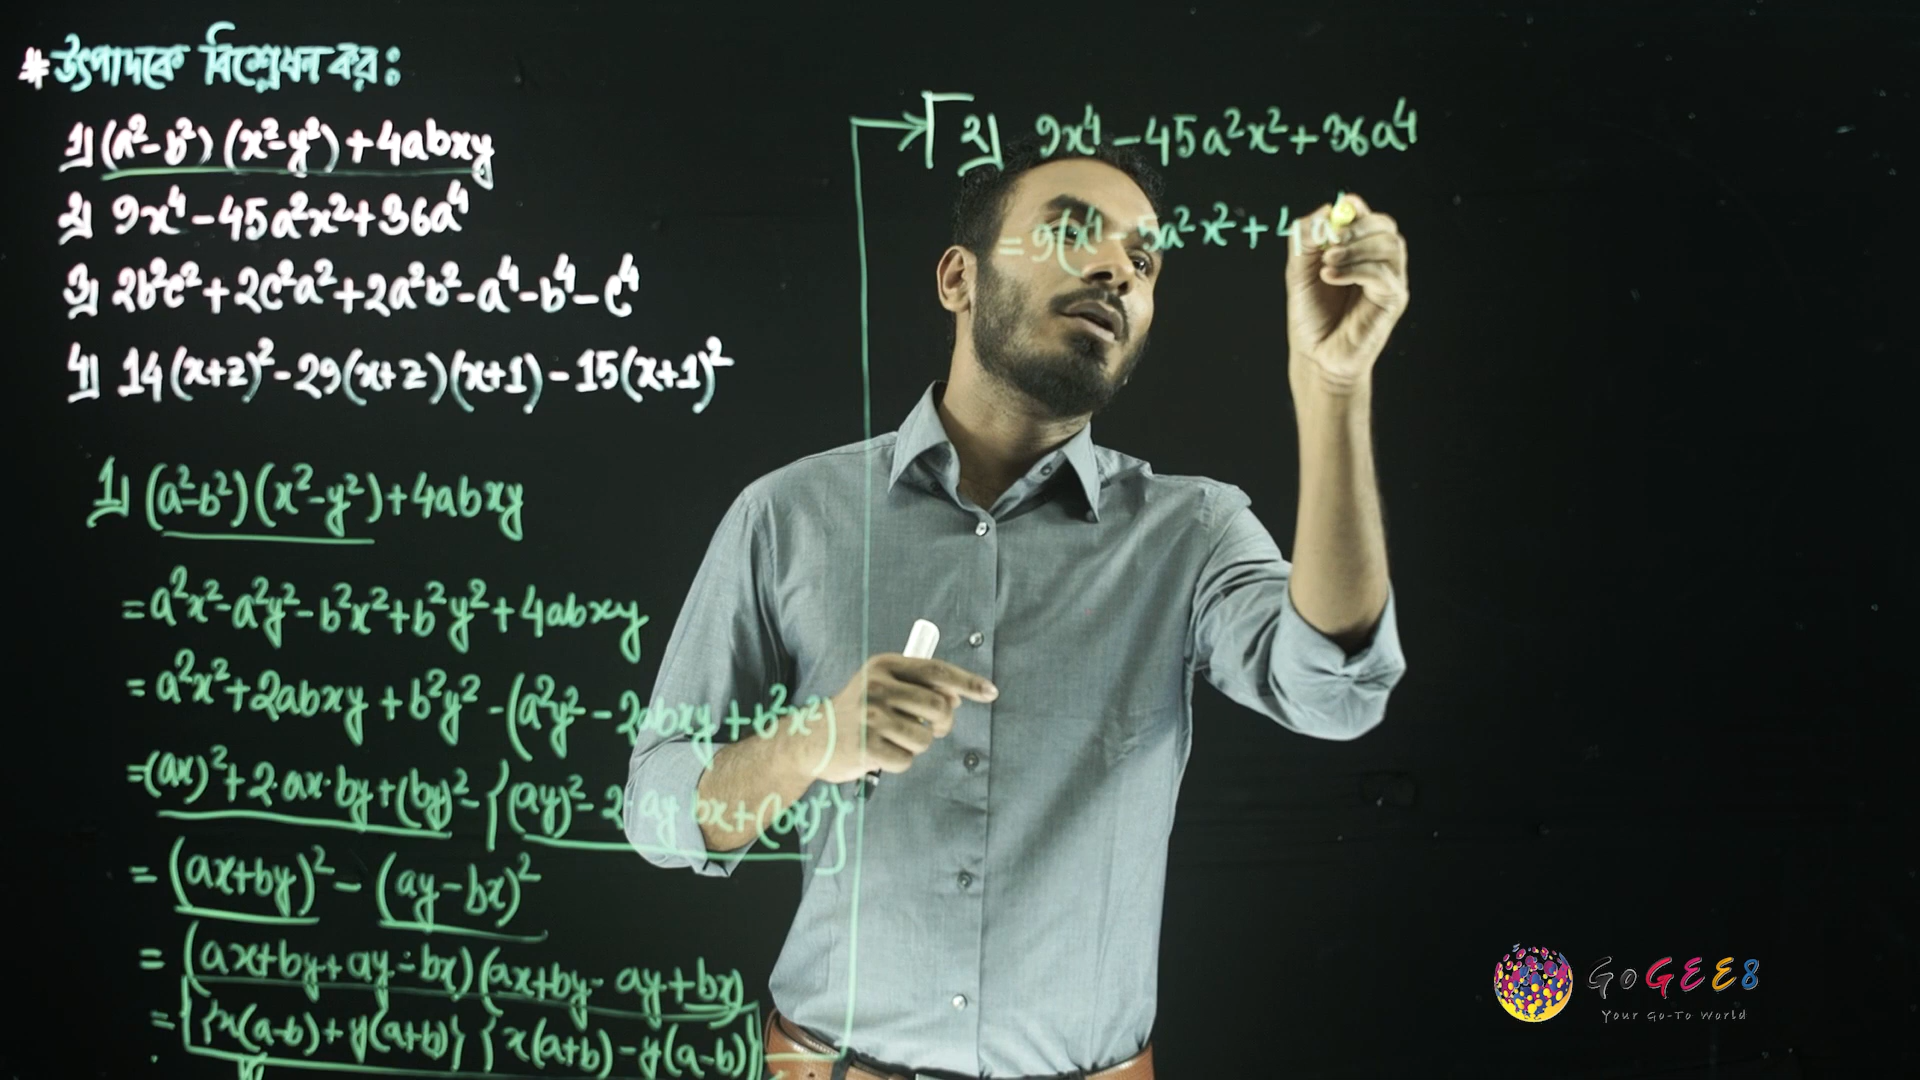 * উৎপাদকে বিশ্লেষন কর:
১) (a²-b²) (x²-y²) + 4abxy
২) 9x⁴ - 45a²x² + 36a⁴
৩) 2b²c² + 2c²a² + 2a²b² - a⁴ - b⁴ - c⁴
৪) 14(x+z)² - 29(x+z)(x+1) - 15(x+1)²
১) (a²-b²)(x²-y²) + 4abxy
= a²x² - a²y² - b²x² + b²y² + 4abxy
= a²x² + 2abxy + b²y² - (a²y² - 2abxy + b²x²)
= (ax)² + 2·ax·by + (by)² - {(ay)² - 2·ay·bx + (bx)²}
= (ax+by)² - (ay-bx)²
= (ax+by+ay-bx)(ax+by-ay+bx)
= {x(a-b)+y(a+b)} {x(a+b)-y(a-b)}
২) 9x⁴ - 45a²x² + 36a⁴
= 9(x⁴ - 5a²x² + 4a⁴
GoGEE8
Your Go-To World